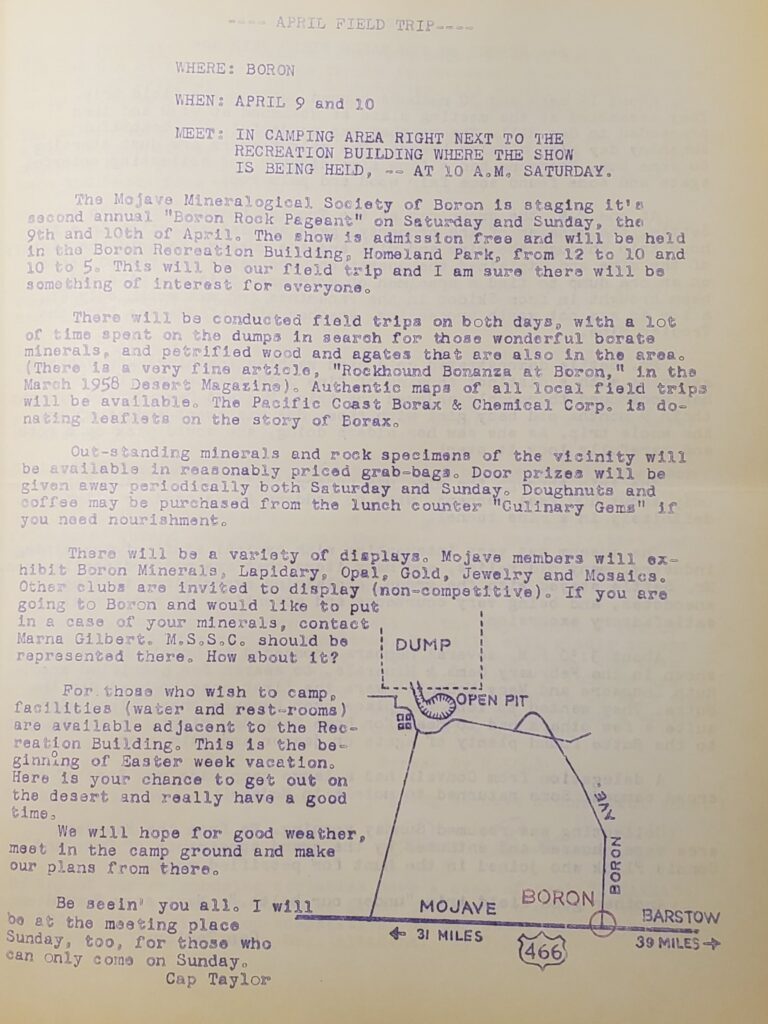 ---- APRIL FIELD TRIP----
WHERE: BORON
WHEN: APRIL 9 and 10
MEET: IN CAMPING AREA RIGHT NEXT TO THE
RECREATION BUILDING WHERE THE SHOW
IS BEING HELD, -- AT 10 A.M. SATURDAY.
The Mojave Mineralogical Society of Boron is staging it's
second annual "Boron Rock Pageant" on Saturday and Sunday, the
9th and 10th of April. The show is admission free and will be held
in the Boron Recreation Building, Homeland Park, from 12 to 10 and
10 to 5. This will be our field trip and I am sure there will be
something of interest for everyone.
There will be conducted field trips on both days, with a lot
of time spent on the dumps in search for those wonderful borate
minerals, and petrified wood and agates that are also in the area.
(There is a very fine article, "Rockhound Bonanza at Boron," in the
March 1958 Desert Magazine). Authentic maps of all local field trips
will be available. The Pacific Coast Borax & Chemical Corp. is do-
nating leaflets on the story of Borax.
Out-standing minerals and rock specimens of the vicinity will
be available in reasonably priced grab-bags. Door prizes will be
given away periodically both Saturday and Sunday. Doughnuts and
coffee may be purchased from the lunch counter "Culinary Gems" if
you need nourishment.
There will be a variety of displays. Mojave members will ex-
hibit Boron Minerals, Lapidary, Opal, Gold, Jewelry and Mosaics.
Other clubs are invited to display (non-competitive). If you are
going to Boron and would like to put
in a case of your minerals, contact
Marna Gilbert. M.S.S.C. should be
represented there. How about it?
For those who wish to camp,
facilities (water and rest-rooms)
are available adjacent to the Rec-
reation Building. This is the be-
ginning of Easter week vacation.
Here is your chance to get out on
the desert and really have a good
time.
We will hope for good weather,
meet in the camp ground and make
our plans from there.
Be seein' you all. I will
be at the meeting place
Sunday, too, for those who
can only come on Sunday.
Cap Taylor
DUMP
OPEN PIT
BORON AVE.
MOJAVE
BORON
BARSTOW
← 31 MILES
466
39 MILES →